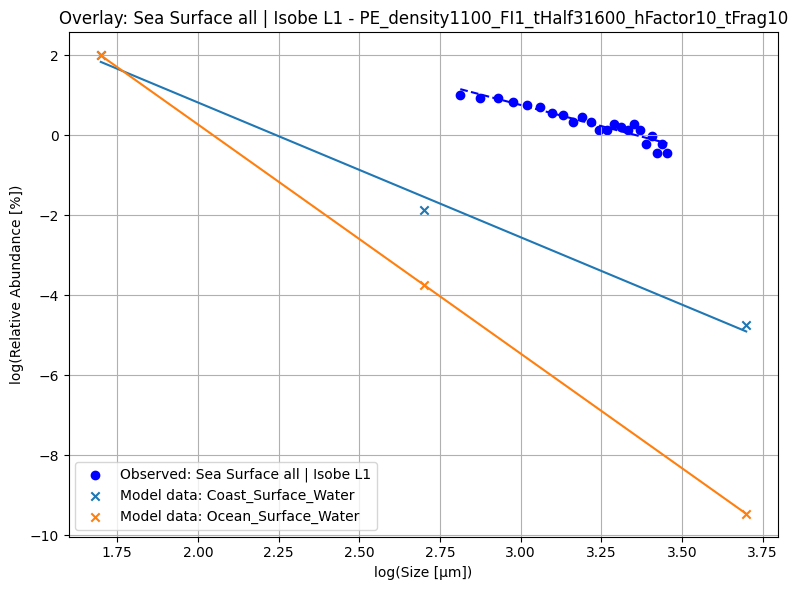 Overlay: Sea Surface all | Isobe L1 - PE_density1100_FI1_tHalf31600_hFactor10_tFrag10
log(Relative Abundance [%])
2
0
−2
−4
−6
−8
−10
Observed: Sea Surface all | Isobe L1
Model data: Coast_Surface_Water
Model data: Ocean_Surface_Water
1.75 2.00 2.25 2.50 2.75 3.00 3.25 3.50 3.75
log(Size [µm])